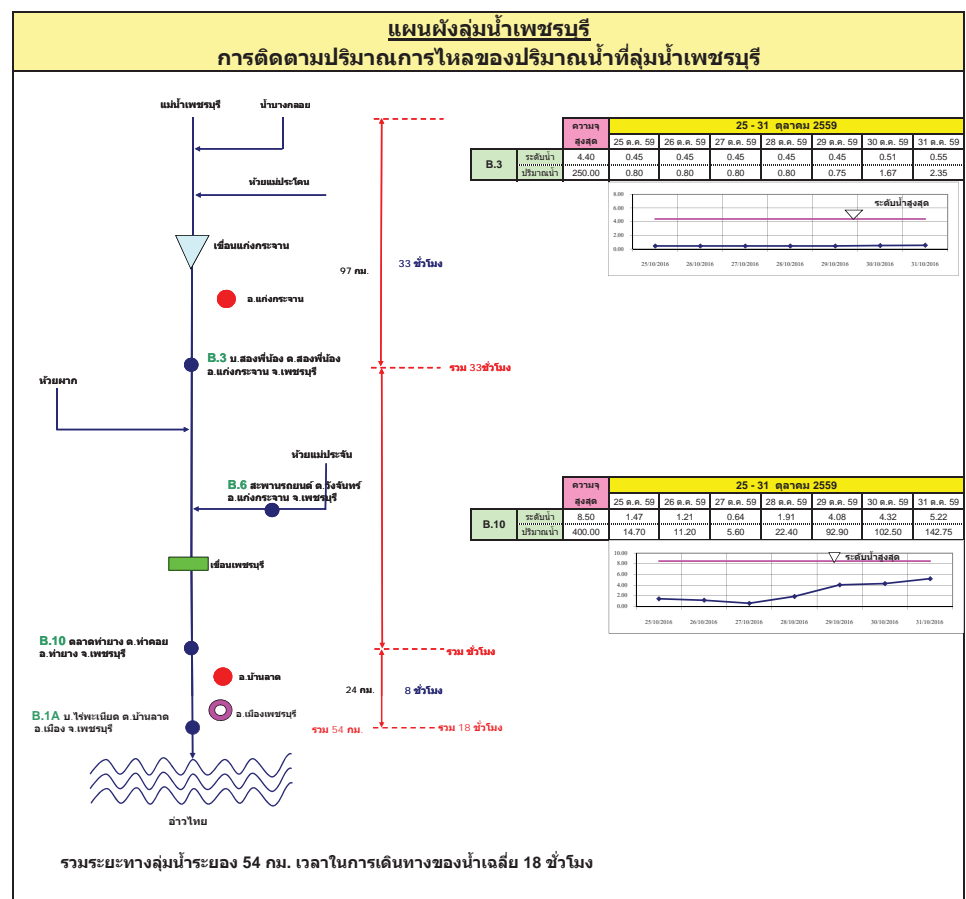 แผนผังลุ่มน้ำเพชรบุรี
การติดตามปริมาณการไหลของปริมาณน้ำที่ลุ่มน้ำเพชรบุรี
แม่น้ำเพชรบุรี
น้ำบางกลอย
ห้วยแม่ประโดน
เขื่อนแก่งกระจาน
อ.แก่งกระจาน
97 กม.
33 ชั่วโมง
B.3 บ.สองพี่น้อง ต.สองพี่น้อง
อ.แก่งกระจาน จ.เพชรบุรี
รวม 33ชั่วโมง
ห้วยผาก
ห้วยแม่ประจัน
B.6 สะพานรถยนต์ ต.วังจันทร์
อ.แก่งกระจาน จ.เพชรบุรี
เขื่อนเพชรบุรี
B.10 ตลาดท่ายาง ต.ท่าคอย
อ.ท่ายาง จ.เพชรบุรี
รวม ชั่วโมง
อ.บ้านลาด
24 กม.
8 ชั่วโมง
อ.เมืองเพชรบุรี
B.1A บ.ไร่พะเนียด ต.บ้านลาด
อ.เมือง จ.เพชรบุรี
รวม 54 กม.
รวม 18 ชั่วโมง
อ่าวไทย
รวมระยะทางลุ่มน้ำระยอง 54 กม. เวลาในการเดินทางของน้ำเฉลี่ย 18 ชั่วโมง
ความจุ 25 - 31 ตุลาคม 2559
สูงสุด 25 ต.ค. 59 26 ต.ค. 59 27 ต.ค. 59 28 ต.ค. 59 29 ต.ค. 59 30 ต.ค. 59 31 ต.ค. 59
B.3
ระดับน้ำ 4.40 0.45 0.45 0.45 0.45 0.45 0.51 0.55
ปริมาณน้ำ 250.00 0.80 0.80 0.80 0.80 0.75 1.67 2.35
8.00
6.00
4.00
2.00
0.00
ระดับน้ำสูงสุด
25/10/2016 26/10/2016 27/10/2016 28/10/2016 29/10/2016 30/10/2016 31/10/2016
ความจุ 25 - 31 ตุลาคม 2559
สูงสุด 25 ต.ค. 59 26 ต.ค. 59 27 ต.ค. 59 28 ต.ค. 59 29 ต.ค. 59 30 ต.ค. 59 31 ต.ค. 59
B.10
ระดับน้ำ 8.50 1.47 1.21 0.64 1.91 4.08 4.32 5.22
ปริมาณน้ำ 400.00 14.70 11.20 5.60 22.40 92.90 102.50 142.75
10.00
8.00
6.00
4.00
2.00
0.00
ระดับน้ำสูงสุด
25/10/2016 26/10/2016 27/10/2016 28/10/2016 29/10/2016 30/10/2016 31/10/2016